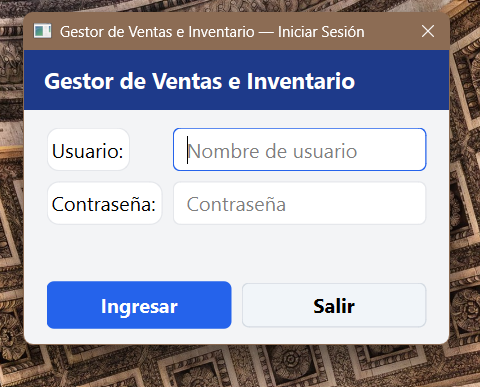 Gestor de Ventas e Inventario — Iniciar Sesión
Gestor de Ventas e Inventario
Usuario: Nombre de usuario
Contraseña: Contraseña
Ingresar Salir